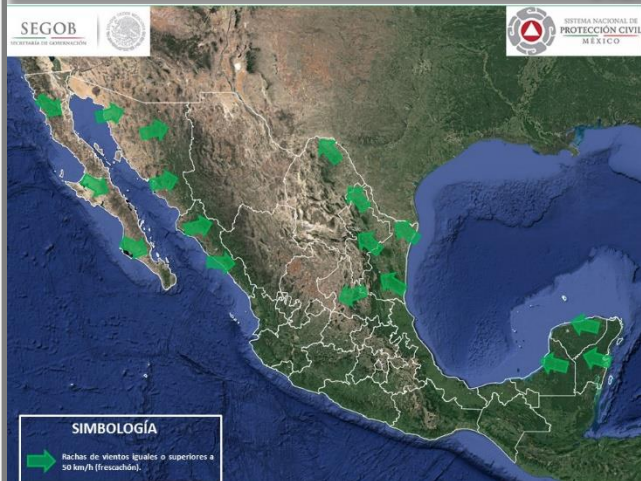 SEGOB
SECRETARÍA DE GOBERNACIÓN
SISTEMA NACIONAL DE
PROTECCIÓN CIVIL
MÉXICO
SIMBOLOGÍA
Rachas de vientos iguales o superiores a
50 km/h (frescachón).